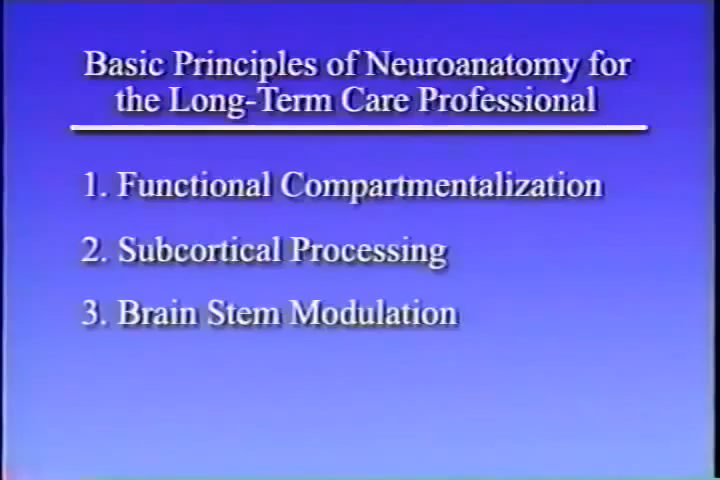 Basic Principles of Neuroanatomy for
the Long-Term Care Professional
1. Functional Compartmentalization
2. Subcortical Processing
3. Brain Stem Modulation